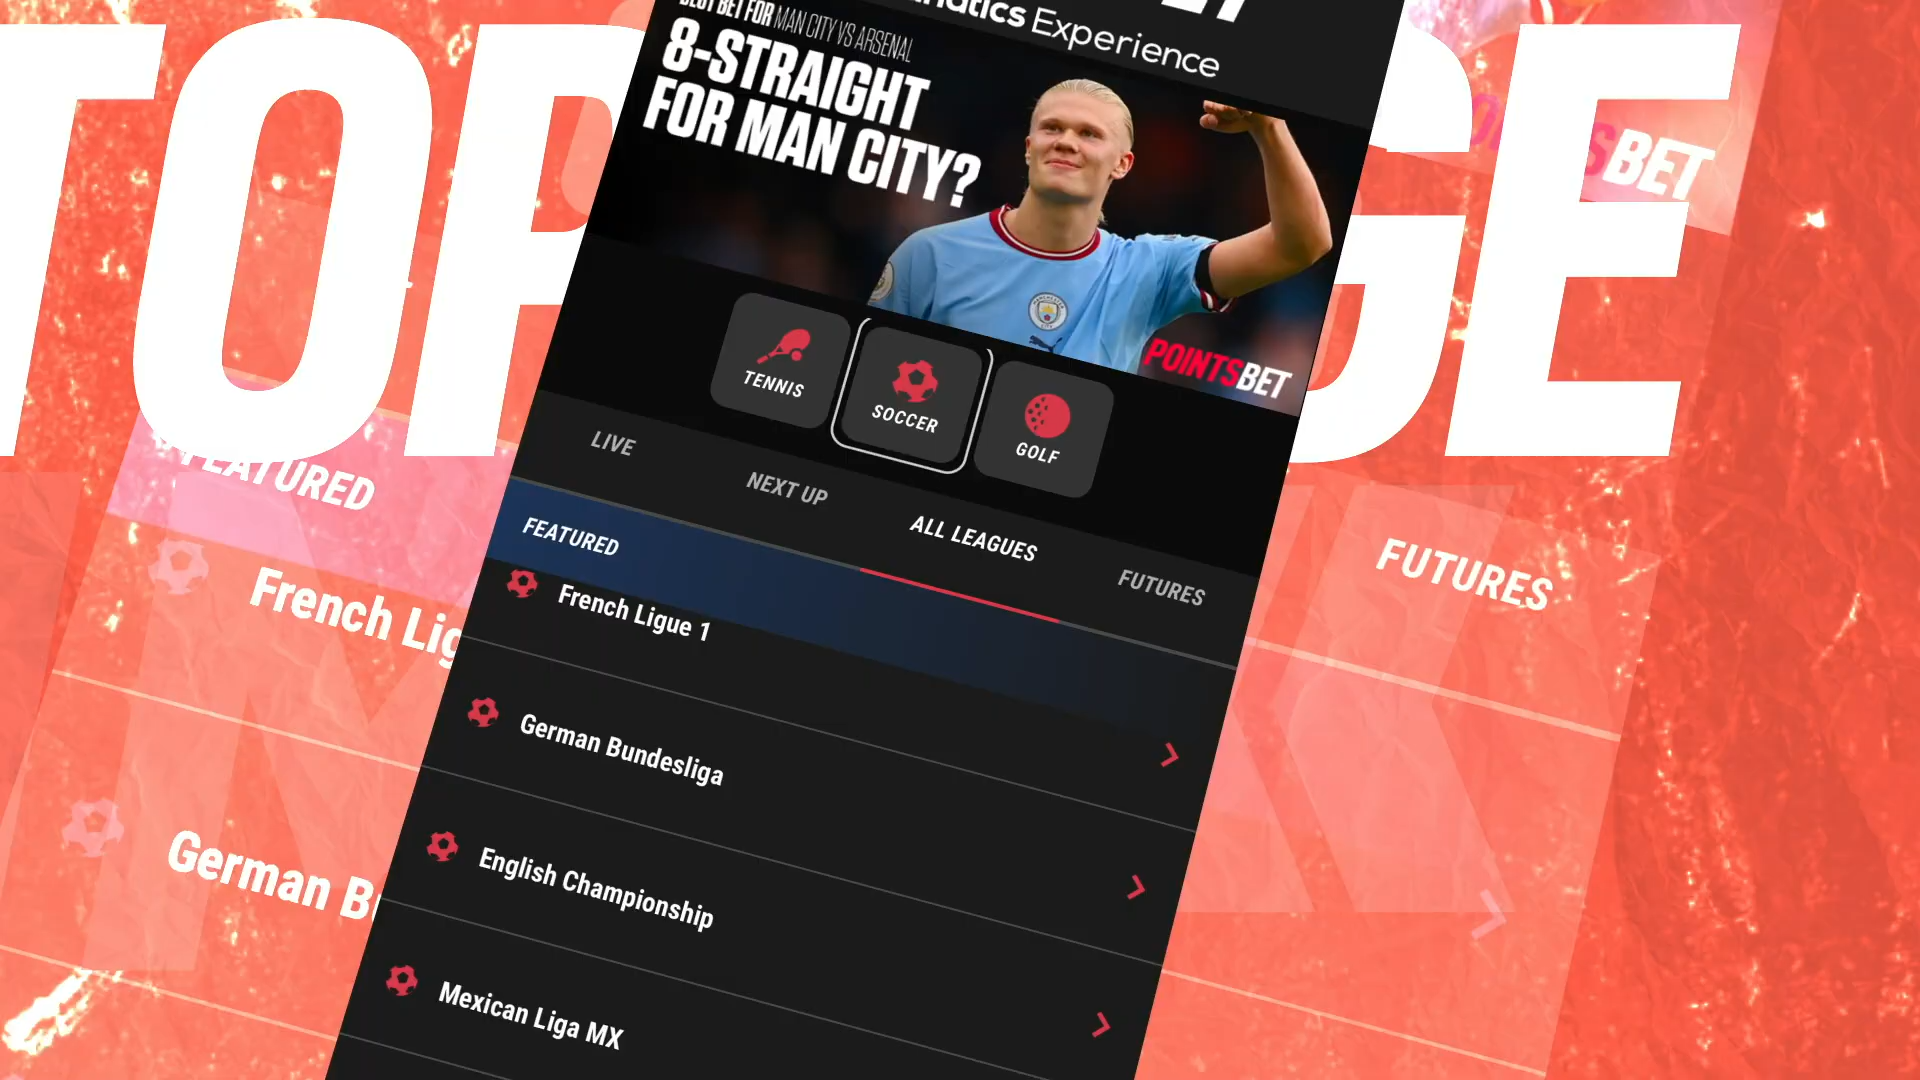 Experience
BEST BET FOR MAN CITY VS ARSENAL
8-STRAIGHT
FOR MAN CITY?
POINTSBET
BET
TENNIS
SOCCER
GOLF
LIVE
NEXT UP
ALL LEAGUES
FUTURES
FEATURED
French Ligue 1
German Bundesliga
English Championship
Mexican Liga MX
FEATURED
French Lig
German B
FUTURES